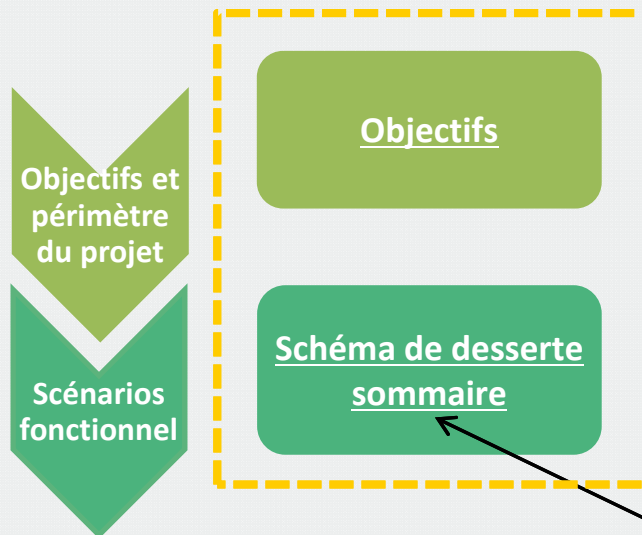 Objectifs et
périmètre
du projet
Objectifs
Scénarios
fonctionnel
Schéma de desserte
sommaire